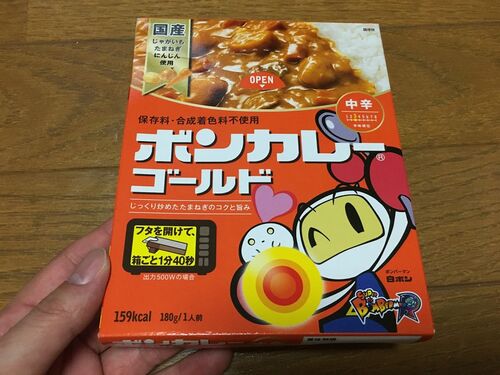 国産
じゃがいも
たまねぎ
にんじん
使用
OPEN
中辛
保存料・合成着色料不使用
ボンカレー®
ゴールド
じっくり炒めたたまねぎのコクと旨み
フタを開けて、
箱ごと1分40秒
出力500Wの場合
159kcal 180g/1人前
ボンバーマン
白ボン
SUPER
BOMBERMAN
R